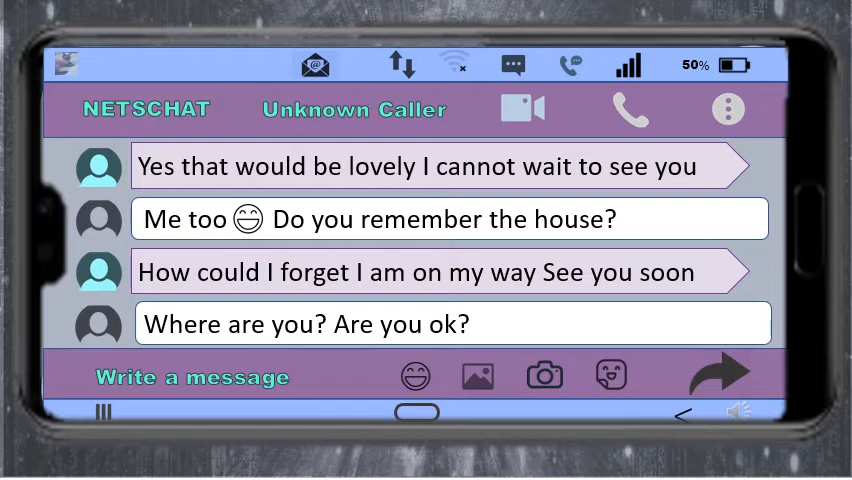 50%
NETSCHAT Unknown Caller
Yes that would be lovely I cannot wait to see you
Me too 😄 Do you remember the house?
How could I forget I am on my way See you soon
Where are you? Are you ok?
Write a message